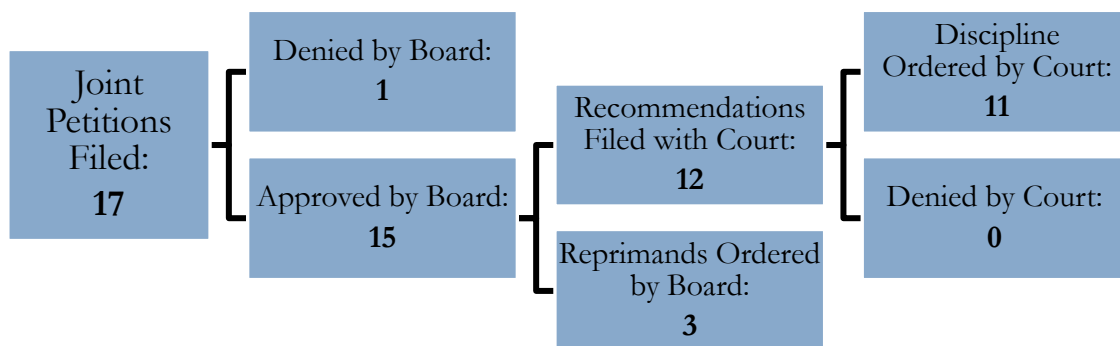 Joint
Petitions
Filed:
17
Denied by Board:
1
Approved by Board:
15
Recommendations
Filed with Court:
12
Reprimands Ordered
by Board:
3
Discipline
Ordered by Court:
11
Denied by Court:
0